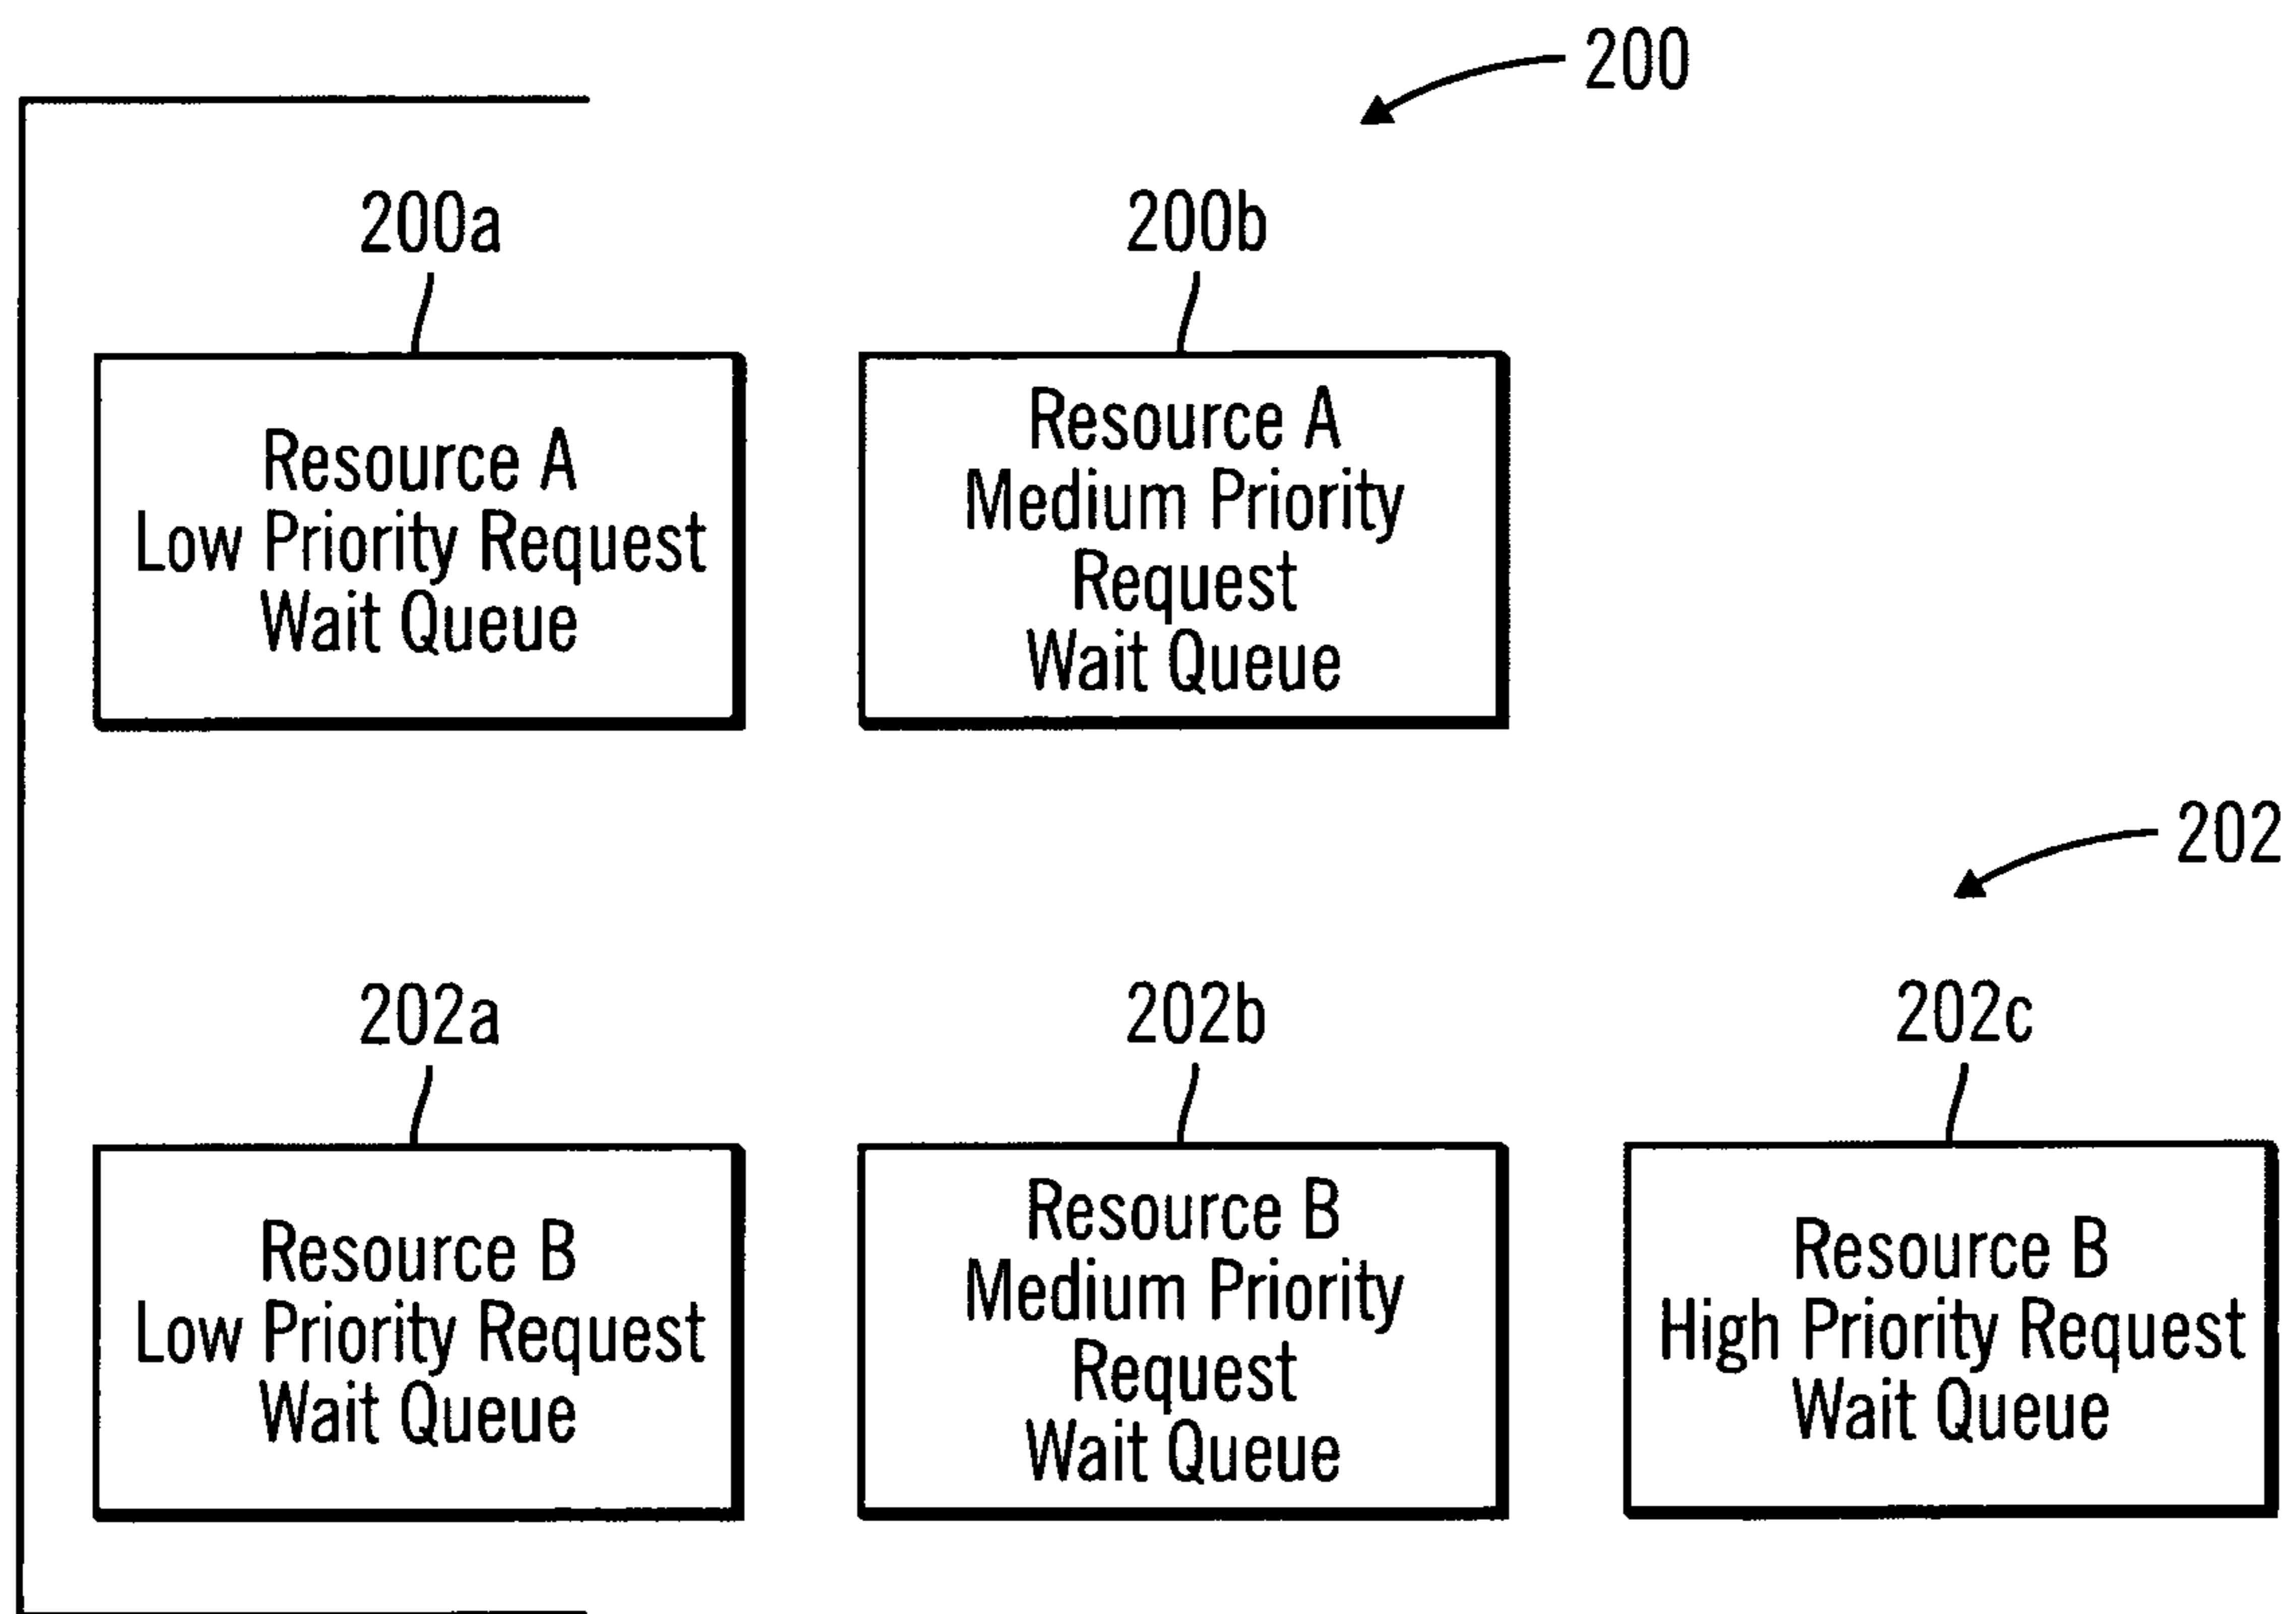 200
200a
200b
Resource A
Low Priority Request
Wait Queue
Resource A
Medium Priority
Request
Wait Queue
202
202a
202b
202c
Resource B
Low Priority Request
Wait Queue
Resource B
Medium Priority
Request
Wait Queue
Resource B
High Priority Request
Wait Queue